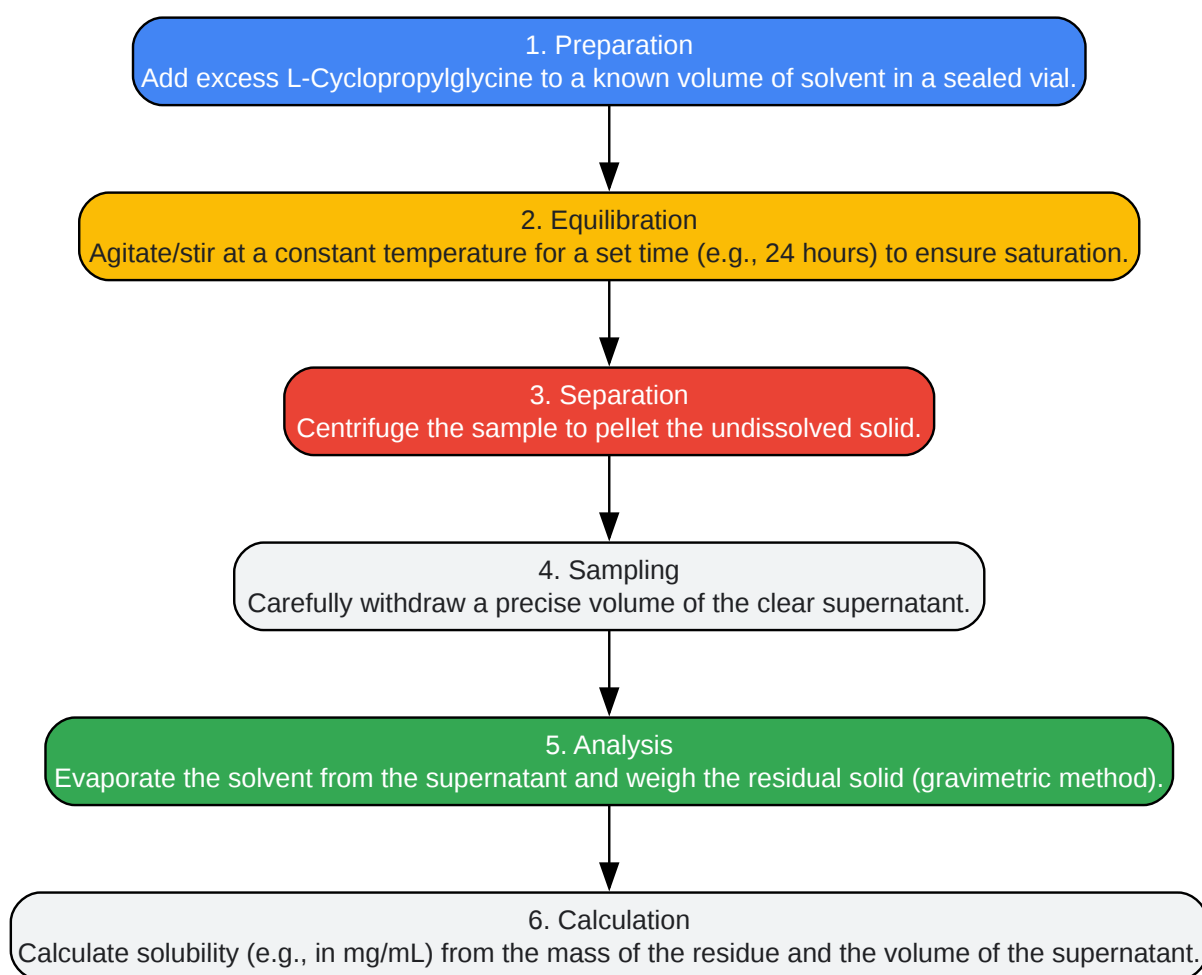 1. Preparation
Add excess L-Cyclopropylglycine to a known volume of solvent in a sealed vial.
2. Equilibration
Agitate/stir at a constant temperature for a set time (e.g., 24 hours) to ensure saturation.
3. Separation
Centrifuge the sample to pellet the undissolved solid.
4. Sampling
Carefully withdraw a precise volume of the clear supernatant.
5. Analysis
Evaporate the solvent from the supernatant and weigh the residual solid (gravimetric method).
6. Calculation
Calculate solubility (e.g., in mg/mL) from the mass of the residue and the volume of the supernatant.